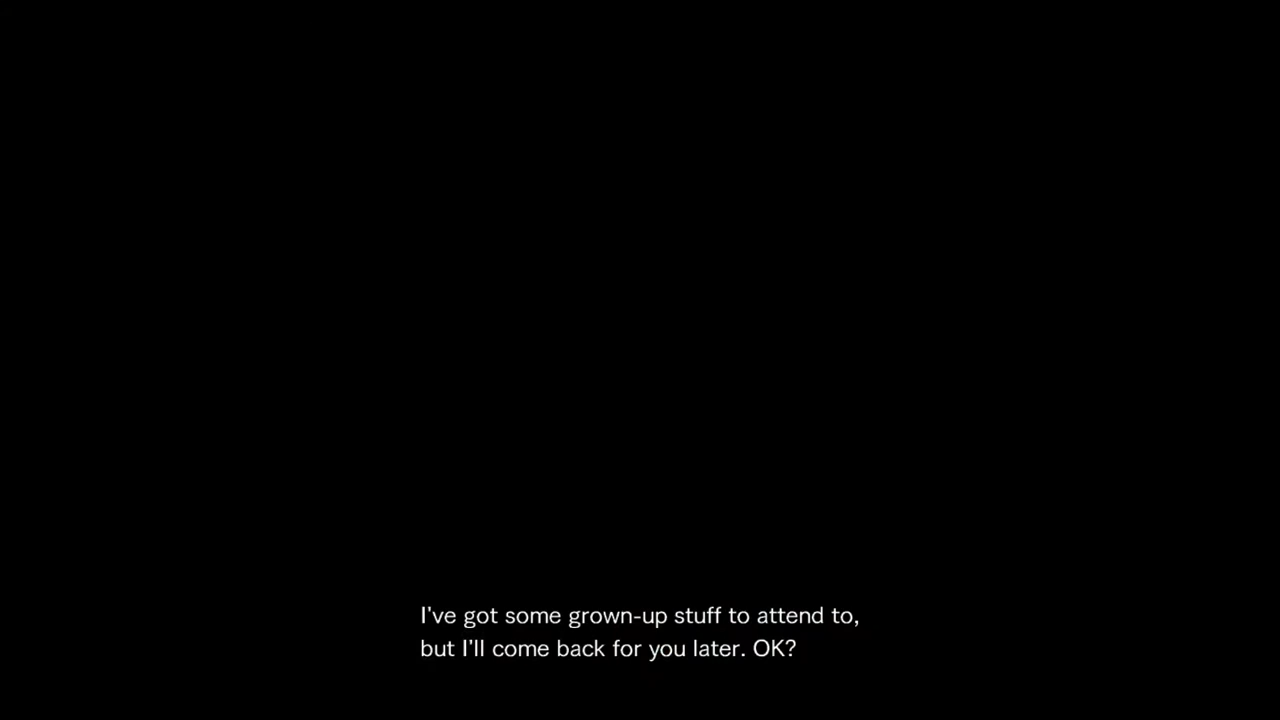 I've got some grown-up stuff to attend to,
but I'll come back for you later. OK?